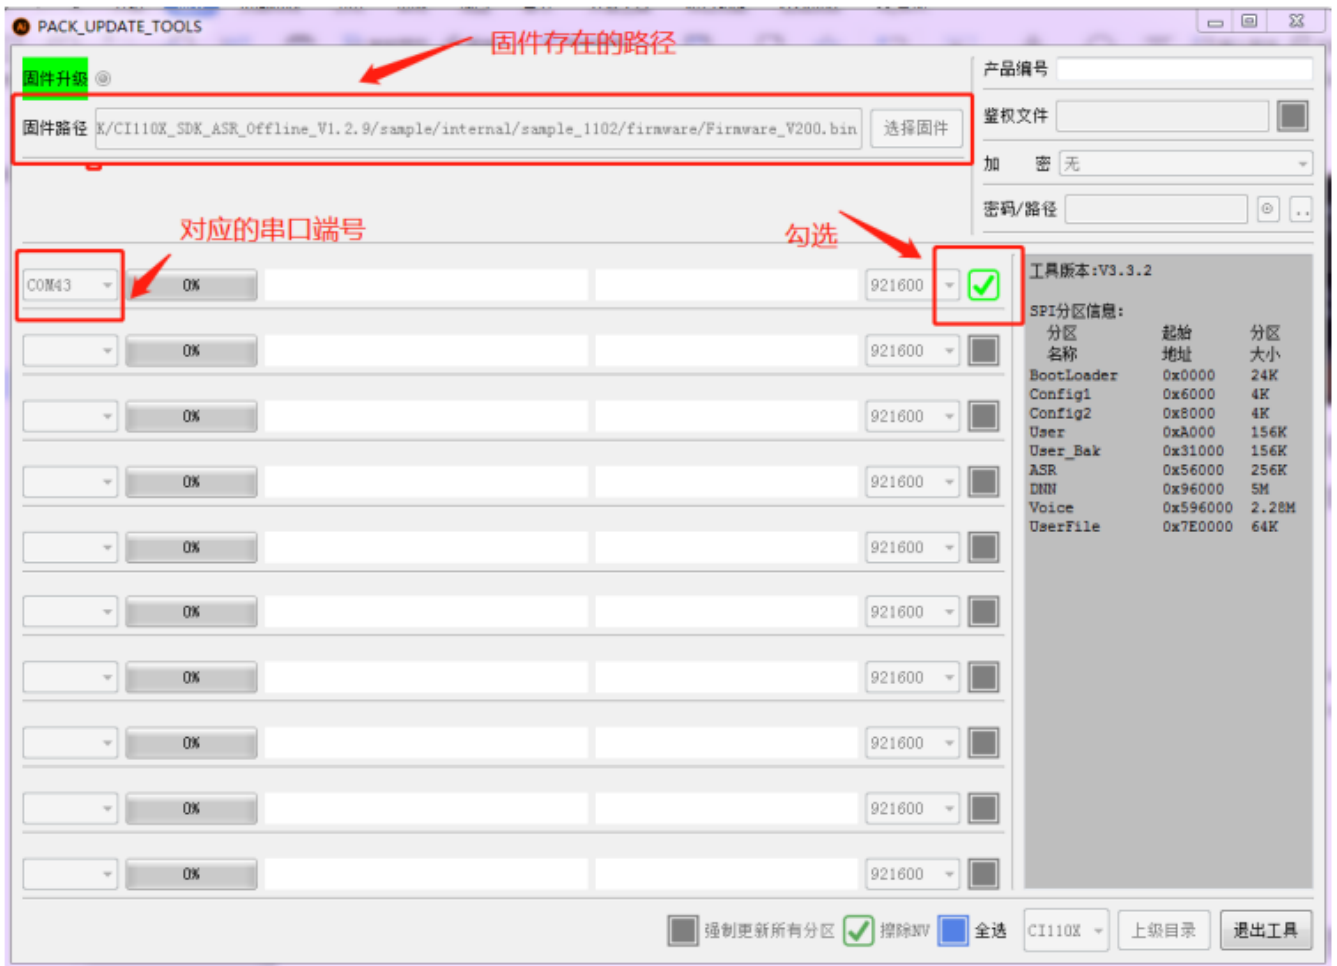 PACK_UPDATE_TOOLS
固件存在的路径
固件升级
产品编号
固件路径 K/CI110X_SDK_ASR_Offline_V1.2.9/sample/internal/sample_1102/firmware/Firmware_V200.bin 选择固件
鉴权文件
加 密 无
密码/路径 ..
对应的串口端号
勾选
COM43 0% 921600
0% 921600
0% 921600
0% 921600
0% 921600
0% 921600
0% 921600
0% 921600
0% 921600
0% 921600
工具版本:V3.3.2
SPI分区信息:
分区 起始 分区
名称 地址 大小
BootLoader 0x0000 24K
Config1 0x6000 4K
Config2 0x8000 4K
User 0xA000 156K
User_Bak 0x31000 156K
ASR 0x56000 256K
DNN 0x96000 5M
Voice 0x596000 2.28M
UserFile 0x7E0000 64K
强制更新所有分区 擦除NV 全选 CI110X 上级目录 退出工具